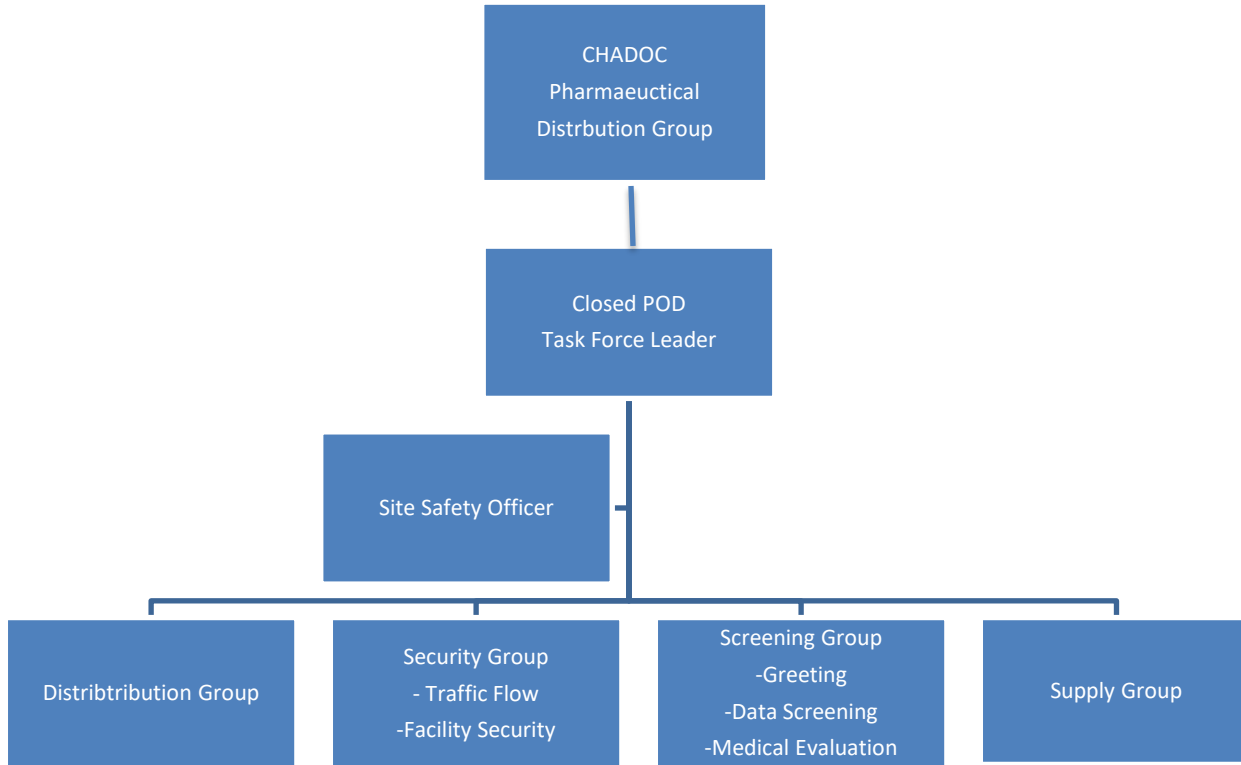 CHADOC
Pharmaeuctical
Distrbution Group
Closed POD
Task Force Leader
Site Safety Officer
Distribtribution Group
Security Group
- Traffic Flow
-Facility Security
Screening Group
-Greeting
-Data Screening
-Medical Evaluation
Supply Group